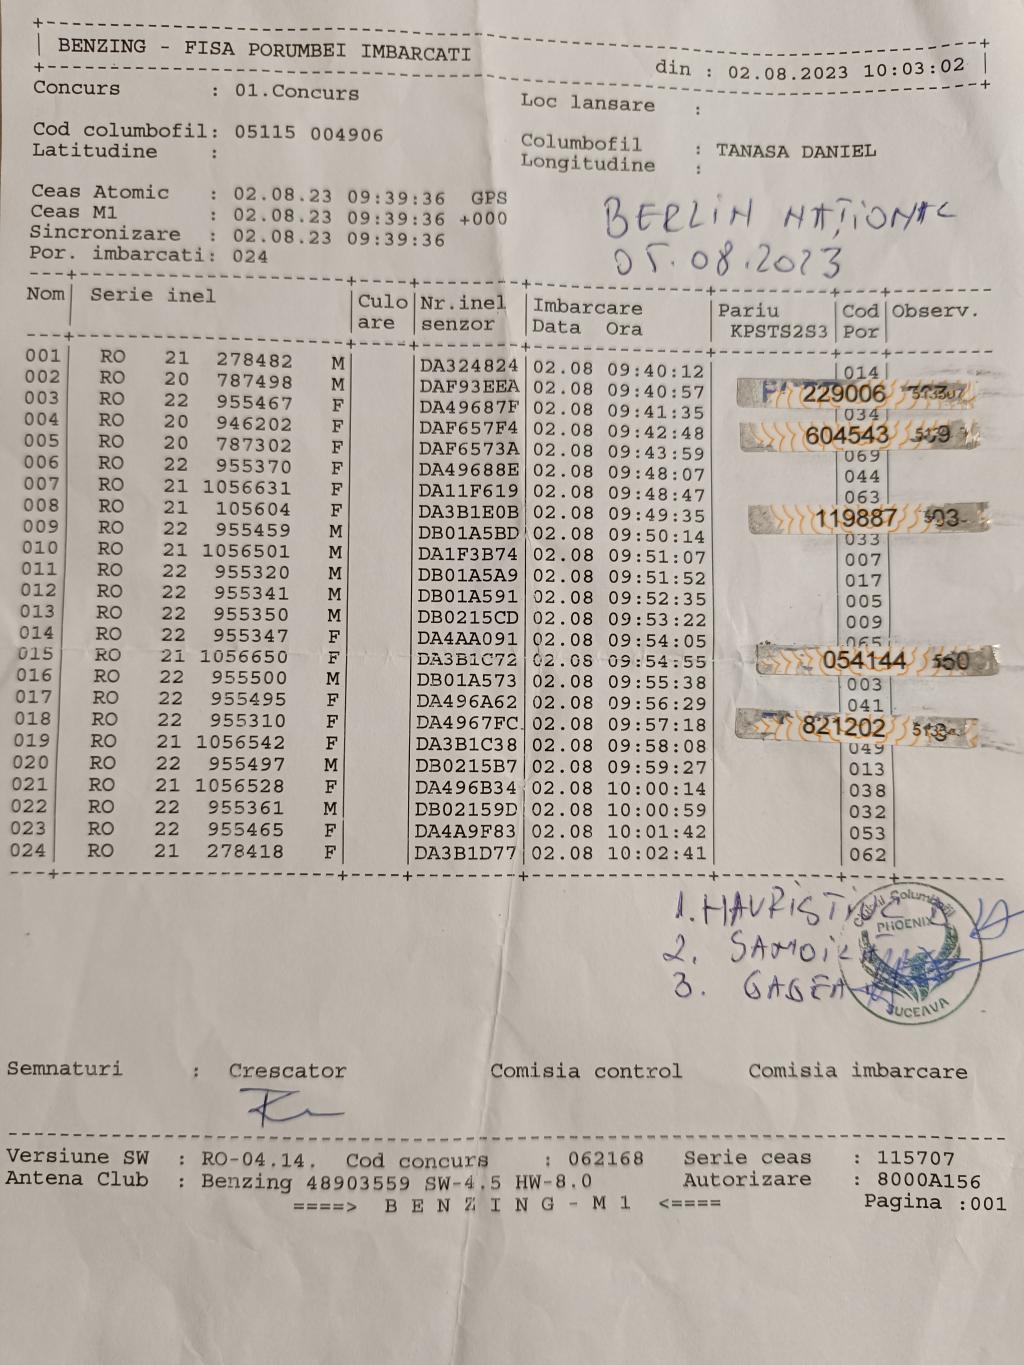 BENZING - FISA PORUMBEI IMBARCATI din : 02.08.2023 10:03:02
Concurs : 01.Concurs Loc lansare :
Cod columbofil: 05115 004906 Columbofil : TANASA DANIEL
Latitudine : Longitudine :
Ceas Atomic : 02.08.23 09:39:36 GPS
Ceas M1 : 02.08.23 09:39:36 +000
Sincronizare : 02.08.23 09:39:36
Por. imbarcati: 024
BERLIN NAȚIONAL
05.08.2023
Nom Serie inel Culo Nr.inel Imbarcare Pariu Cod Observ.
are senzor Data Ora KPSTS2S3 Por
001 RO 21 278482 M DA324824 02.08 09:40:12 014
002 RO 20 787498 M DAF93EEA 02.08 09:40:57 229006
003 RO 22 955467 F DA49687F 02.08 09:41:35 034
004 RO 20 946202 F DAF657F4 02.08 09:42:48 604543
005 RO 20 787302 F DAF6573A 02.08 09:43:59 069
006 RO 22 955370 F DA49688E 02.08 09:48:07 044
007 RO 21 1056631 F DA11F619 02.08 09:48:47 063
008 RO 21 105604 F DA3B1E0B 02.08 09:49:35 119887
009 RO 22 955459 M DB01A5BD 02.08 09:50:14 033
010 RO 21 1056501 M DA1F3B74 02.08 09:51:07 007
011 RO 22 955320 M DB01A5A9 02.08 09:51:52 017
012 RO 22 955341 M DB01A591 02.08 09:52:35 005
013 RO 22 955350 M DB0215CD 02.08 09:53:22 009
014 RO 22 955347 F DA4AA091 02.08 09:54:05 065
015 RO 21 1056650 F DA3B1C72 02.08 09:54:55 054144
016 RO 22 955500 M DB01A573 02.08 09:55:38 003
017 RO 22 955495 F DA496A62 02.08 09:56:29 041
018 RO 22 955310 F DA4967FC 02.08 09:57:18 821202
019 RO 21 1056542 F DA3B1C38 02.08 09:58:08 049
020 RO 22 955497 M DB0215B7 02.08 09:59:27 013
021 RO 21 1056528 F DA496B34 02.08 10:00:14 038
022 RO 22 955361 M DB02159D 02.08 10:00:59 032
023 RO 22 955465 F DA4A9F83 02.08 10:01:42 053
024 RO 21 278418 F DA3B1D77 02.08 10:02:41 062
1.
2. SAMOILA
3. GAGEA
PHOENIX
SUCEAVA
Semnaturi : Crescator Comisia control Comisia imbarcare
Versiune SW : RO-04.14. Cod concurs : 062168 Serie ceas : 115707
Antena Club : Benzing 48903559 SW-4.5 HW-8.0 Autorizare : 8000A156
====> B E N Z I N G - M 1 <==== Pagina :001